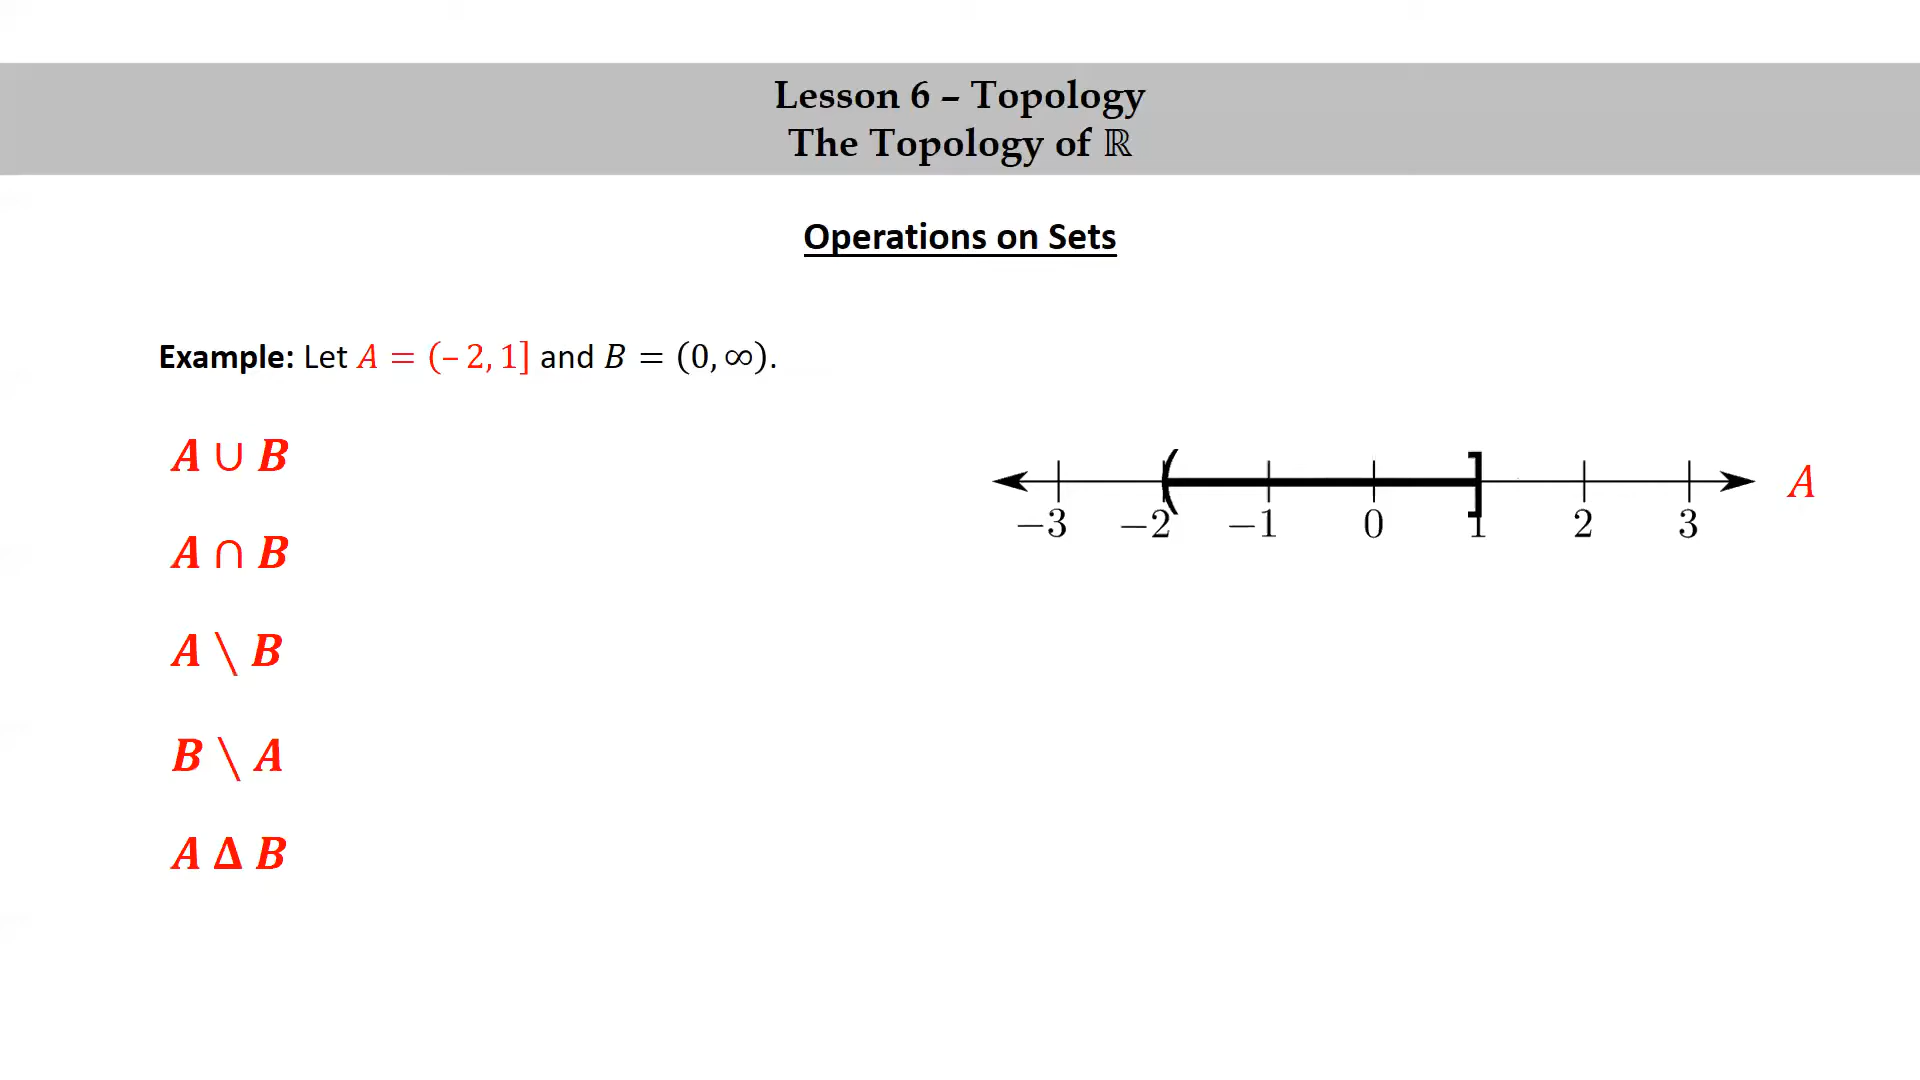 Lesson 6 – Topology
The Topology of ℝ
Operations on Sets
Example: Let A = (– 2, 1] and B = (0, ∞).
A ∪ B
A ∩ B
A \ B
B \ A
A Δ B
−3 −2 −1 0 1 2 3 A